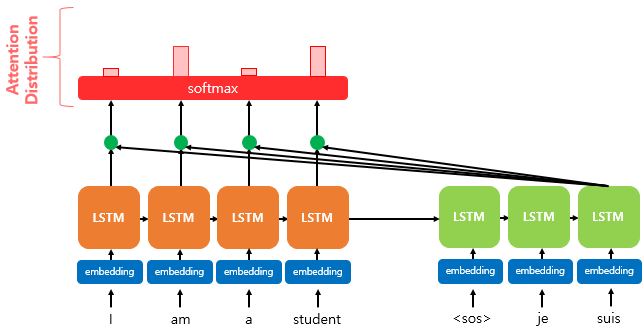 Attention
Distribution
softmax
LSTM LSTM LSTM LSTM LSTM LSTM LSTM
embedding embedding embedding embedding embedding embedding embedding
I am a student <sos> je suis